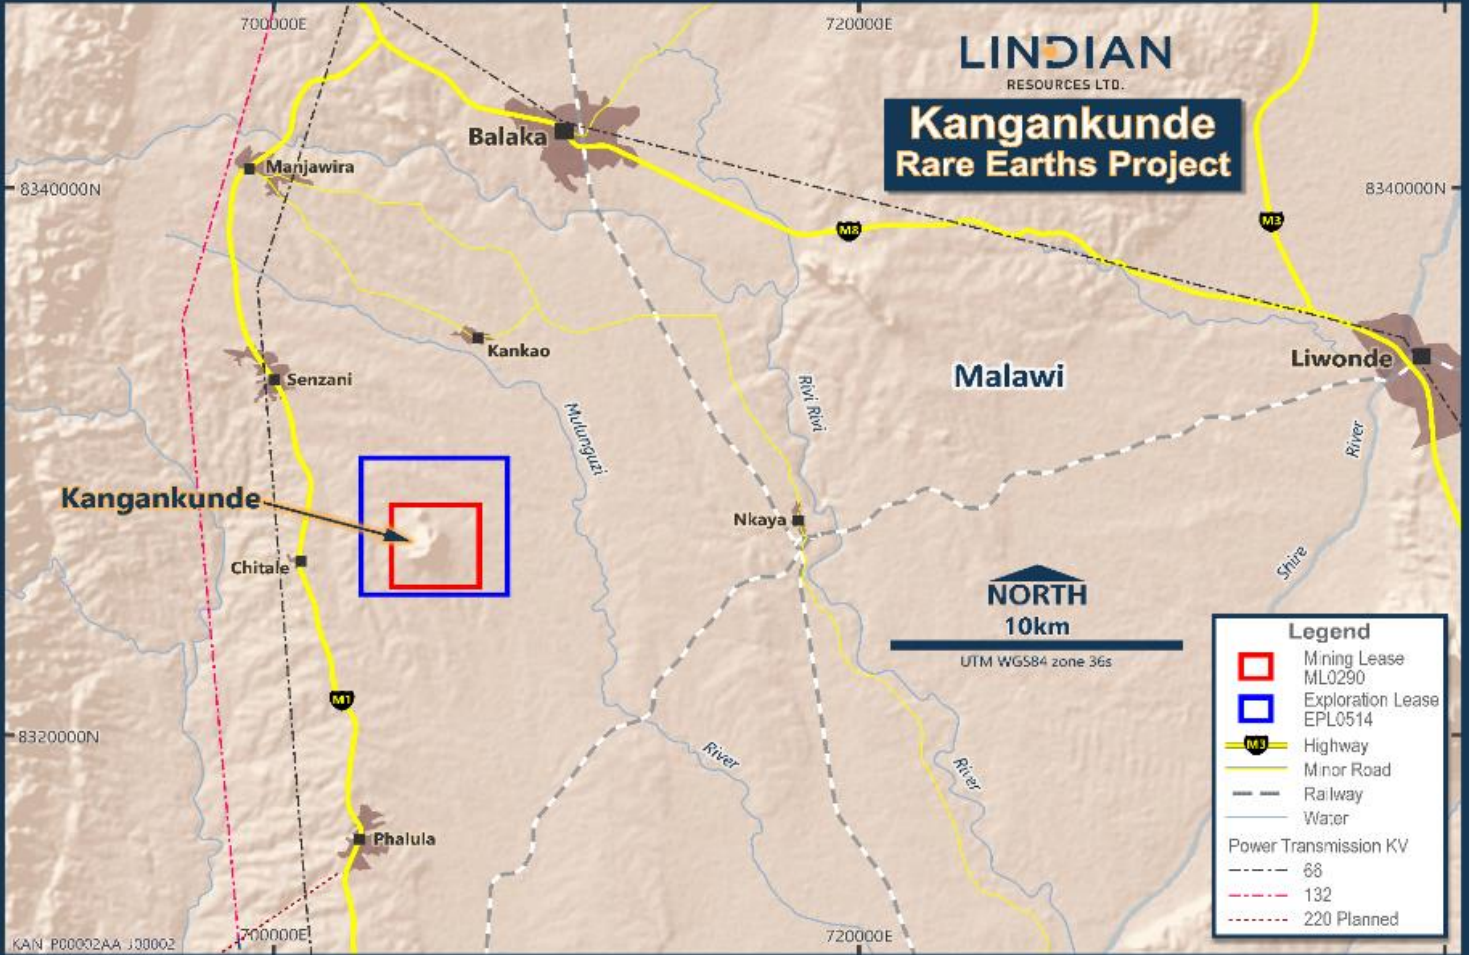 700000E
720000E
LINDIAN
RESOURCES LTD.
Kangankunde
Rare Earths Project
Balaka
Manjawira
8340000N
8340000N
M3
M8
Kankao
Liwonde
Senzani
Malawi
Rivi Rivi
Mulunguzi
River
Kangankunde
Nkaya
Chitale
Shire
NORTH
10km
UTM WGS84 zone 36s
M1
8320000N
River
River
Phalula
Legend
Mining Lease
ML0290
Exploration Lease
EPL0514
M3
Highway
Minor Road
Railway
Water
Power Transmission KV
68
132
220 Planned
700000E
720000E